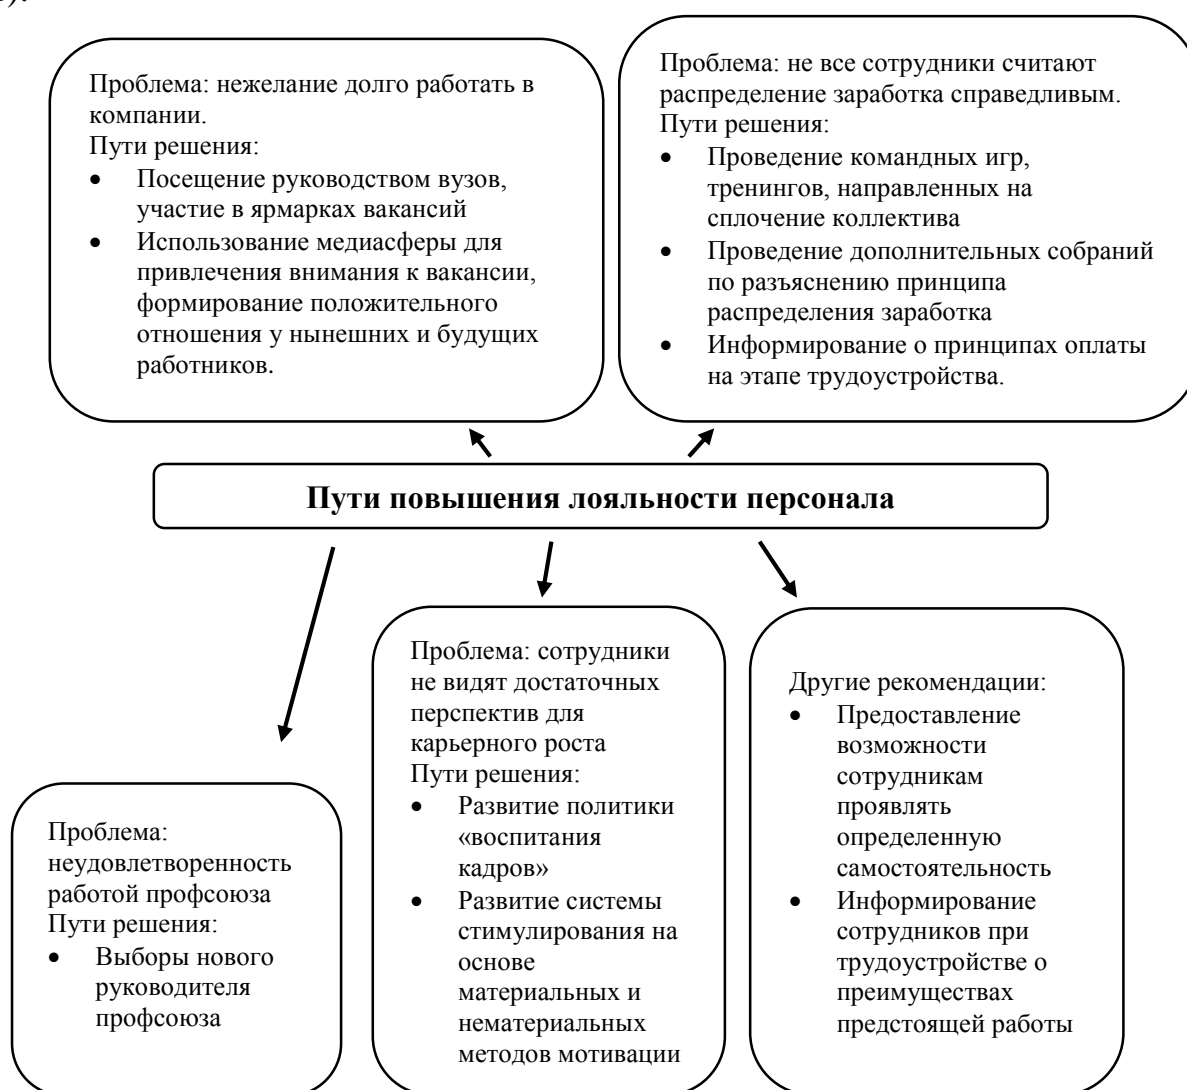 Проблема: нежелание долго работать в
компании.
Пути решения:
• Посещение руководством вузов,
участие в ярмарках вакансий
• Использование медиасферы для
привлечения внимания к вакансии,
формирование положительного
отношения у нынешних и будущих
работников.
Проблема: не все сотрудники считают
распределение заработка справедливым.
Пути решения:
• Проведение командных игр,
тренингов, направленных на
сплочение коллектива
• Проведение дополнительных собраний
по разъяснению принципа
распределения заработка
• Информирование о принципах оплаты
на этапе трудоустройства.
Пути повышения лояльности персонала
Проблема:
неудовлетворенность
работой профсоюза
Пути решения:
• Выборы нового
руководителя
профсоюза
Проблема: сотрудники
не видят достаточных
перспектив для
карьерного роста
Пути решения:
• Развитие политики
«воспитания
кадров»
• Развитие системы
стимулирования на
основе
материальных и
нематериальных
методов мотивации
Другие рекомендации:
• Предоставление
возможности
сотрудникам
проявлять
определенную
самостоятельность
• Информирование
сотрудников при
трудоустройстве о
преимуществах
предстоящей работы